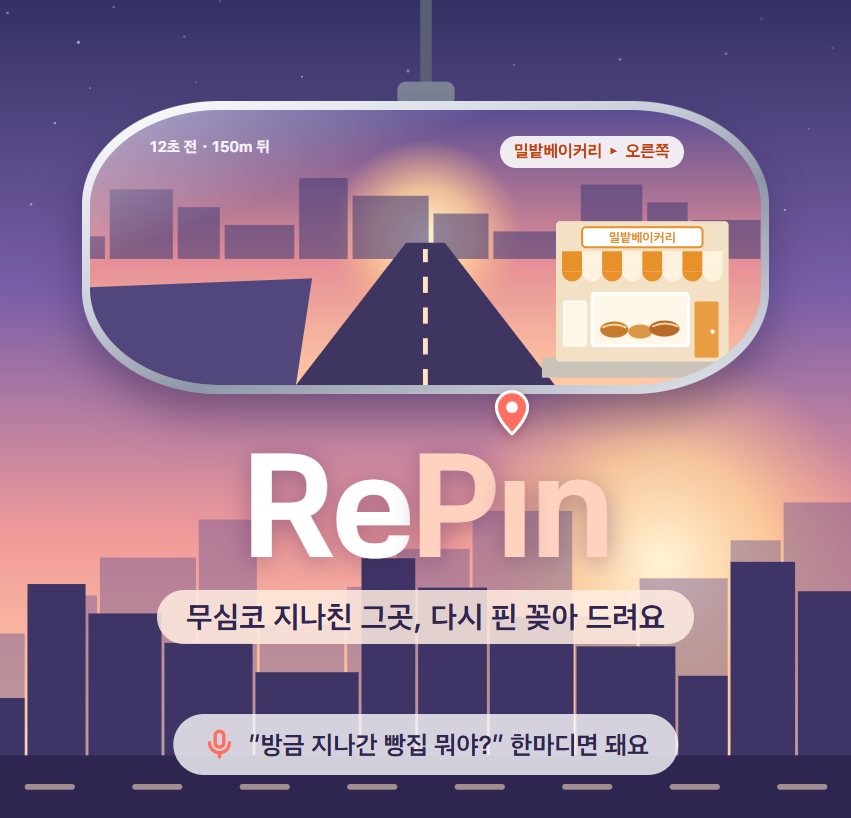 12초 전 · 150m 뒤
밀밭베이커리 ▸ 오른쪽
밀밭베이커리
RePin
무심코 지나친 그곳, 다시 핀 꽂아 드려요
"방금 지나간 빵집 뭐야?" 한마디면 돼요